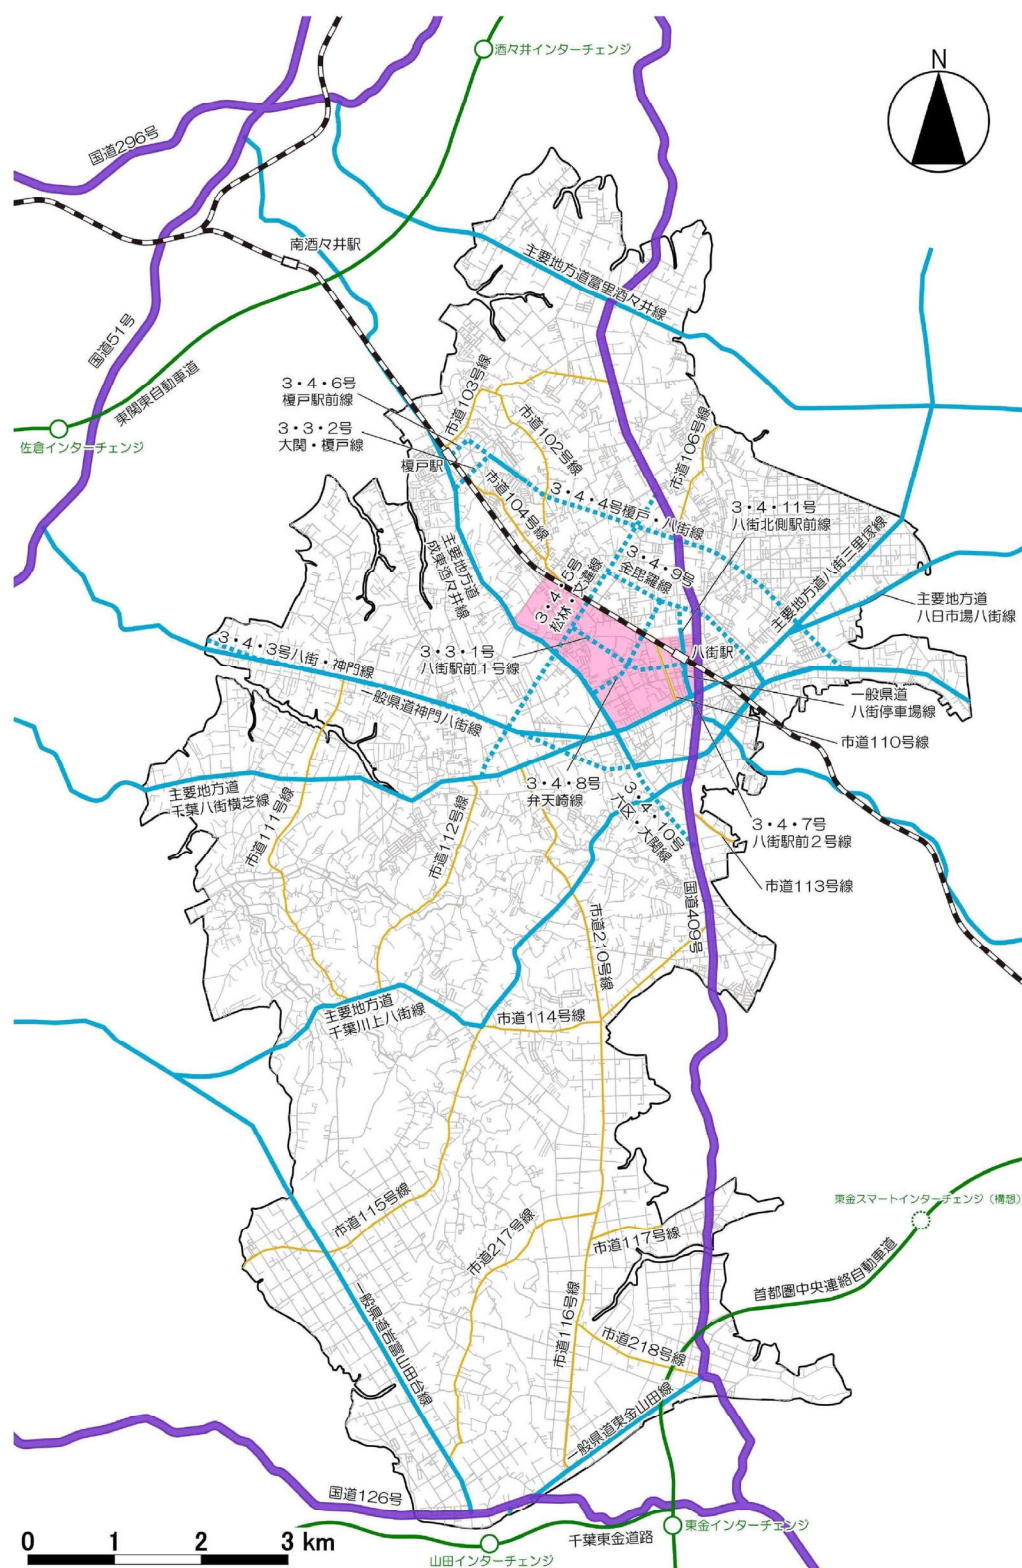 酒々井インターチェンジ
N
国道296号
南酒々井駅
主要地方道富里酒々井線
国道51号
東関東自動車道
佐倉インターチェンジ
3・4・6号
榎戸駅前線
3・3・2号
大関・榎戸線
榎戸駅
市道103号線
市道102号線
市道104号線
市道106号線
3・4・4号榎戸・八街線
3・4・11号
八街北側駅前線
主要地方道
成東酒々井線
3・4・5号
松林・文違線
3・4・9号
金毘羅線
主要地方道八街三里塚線
主要地方道
八日市場八街線
3・4・3号八街・神門線
3・3・1号
八街駅前1号線
八街駅
一般県道神門八街線
一般県道
八街停車場線
市道110号線
主要地方道
千葉八街横芝線
3・4・8号
弁天崎線
3・4・10号
六区・大関線
3・4・7号
八街駅前2号線
市道111号線
市道112号線
市道113号線
国道409号
市道210号線
主要地方道
千葉川上八街線
市道114号線
市道115号線
市道217号線
市道117号線
東金スマートインターチェンジ（構想）
首都圏中央連絡自動車道
一般県道岩富山田台線
市道116号線
市道218号線
一般県道東金山田線
国道126号
0 1 2 3 km
千葉東金道路
東金インターチェンジ
山田インターチェンジ